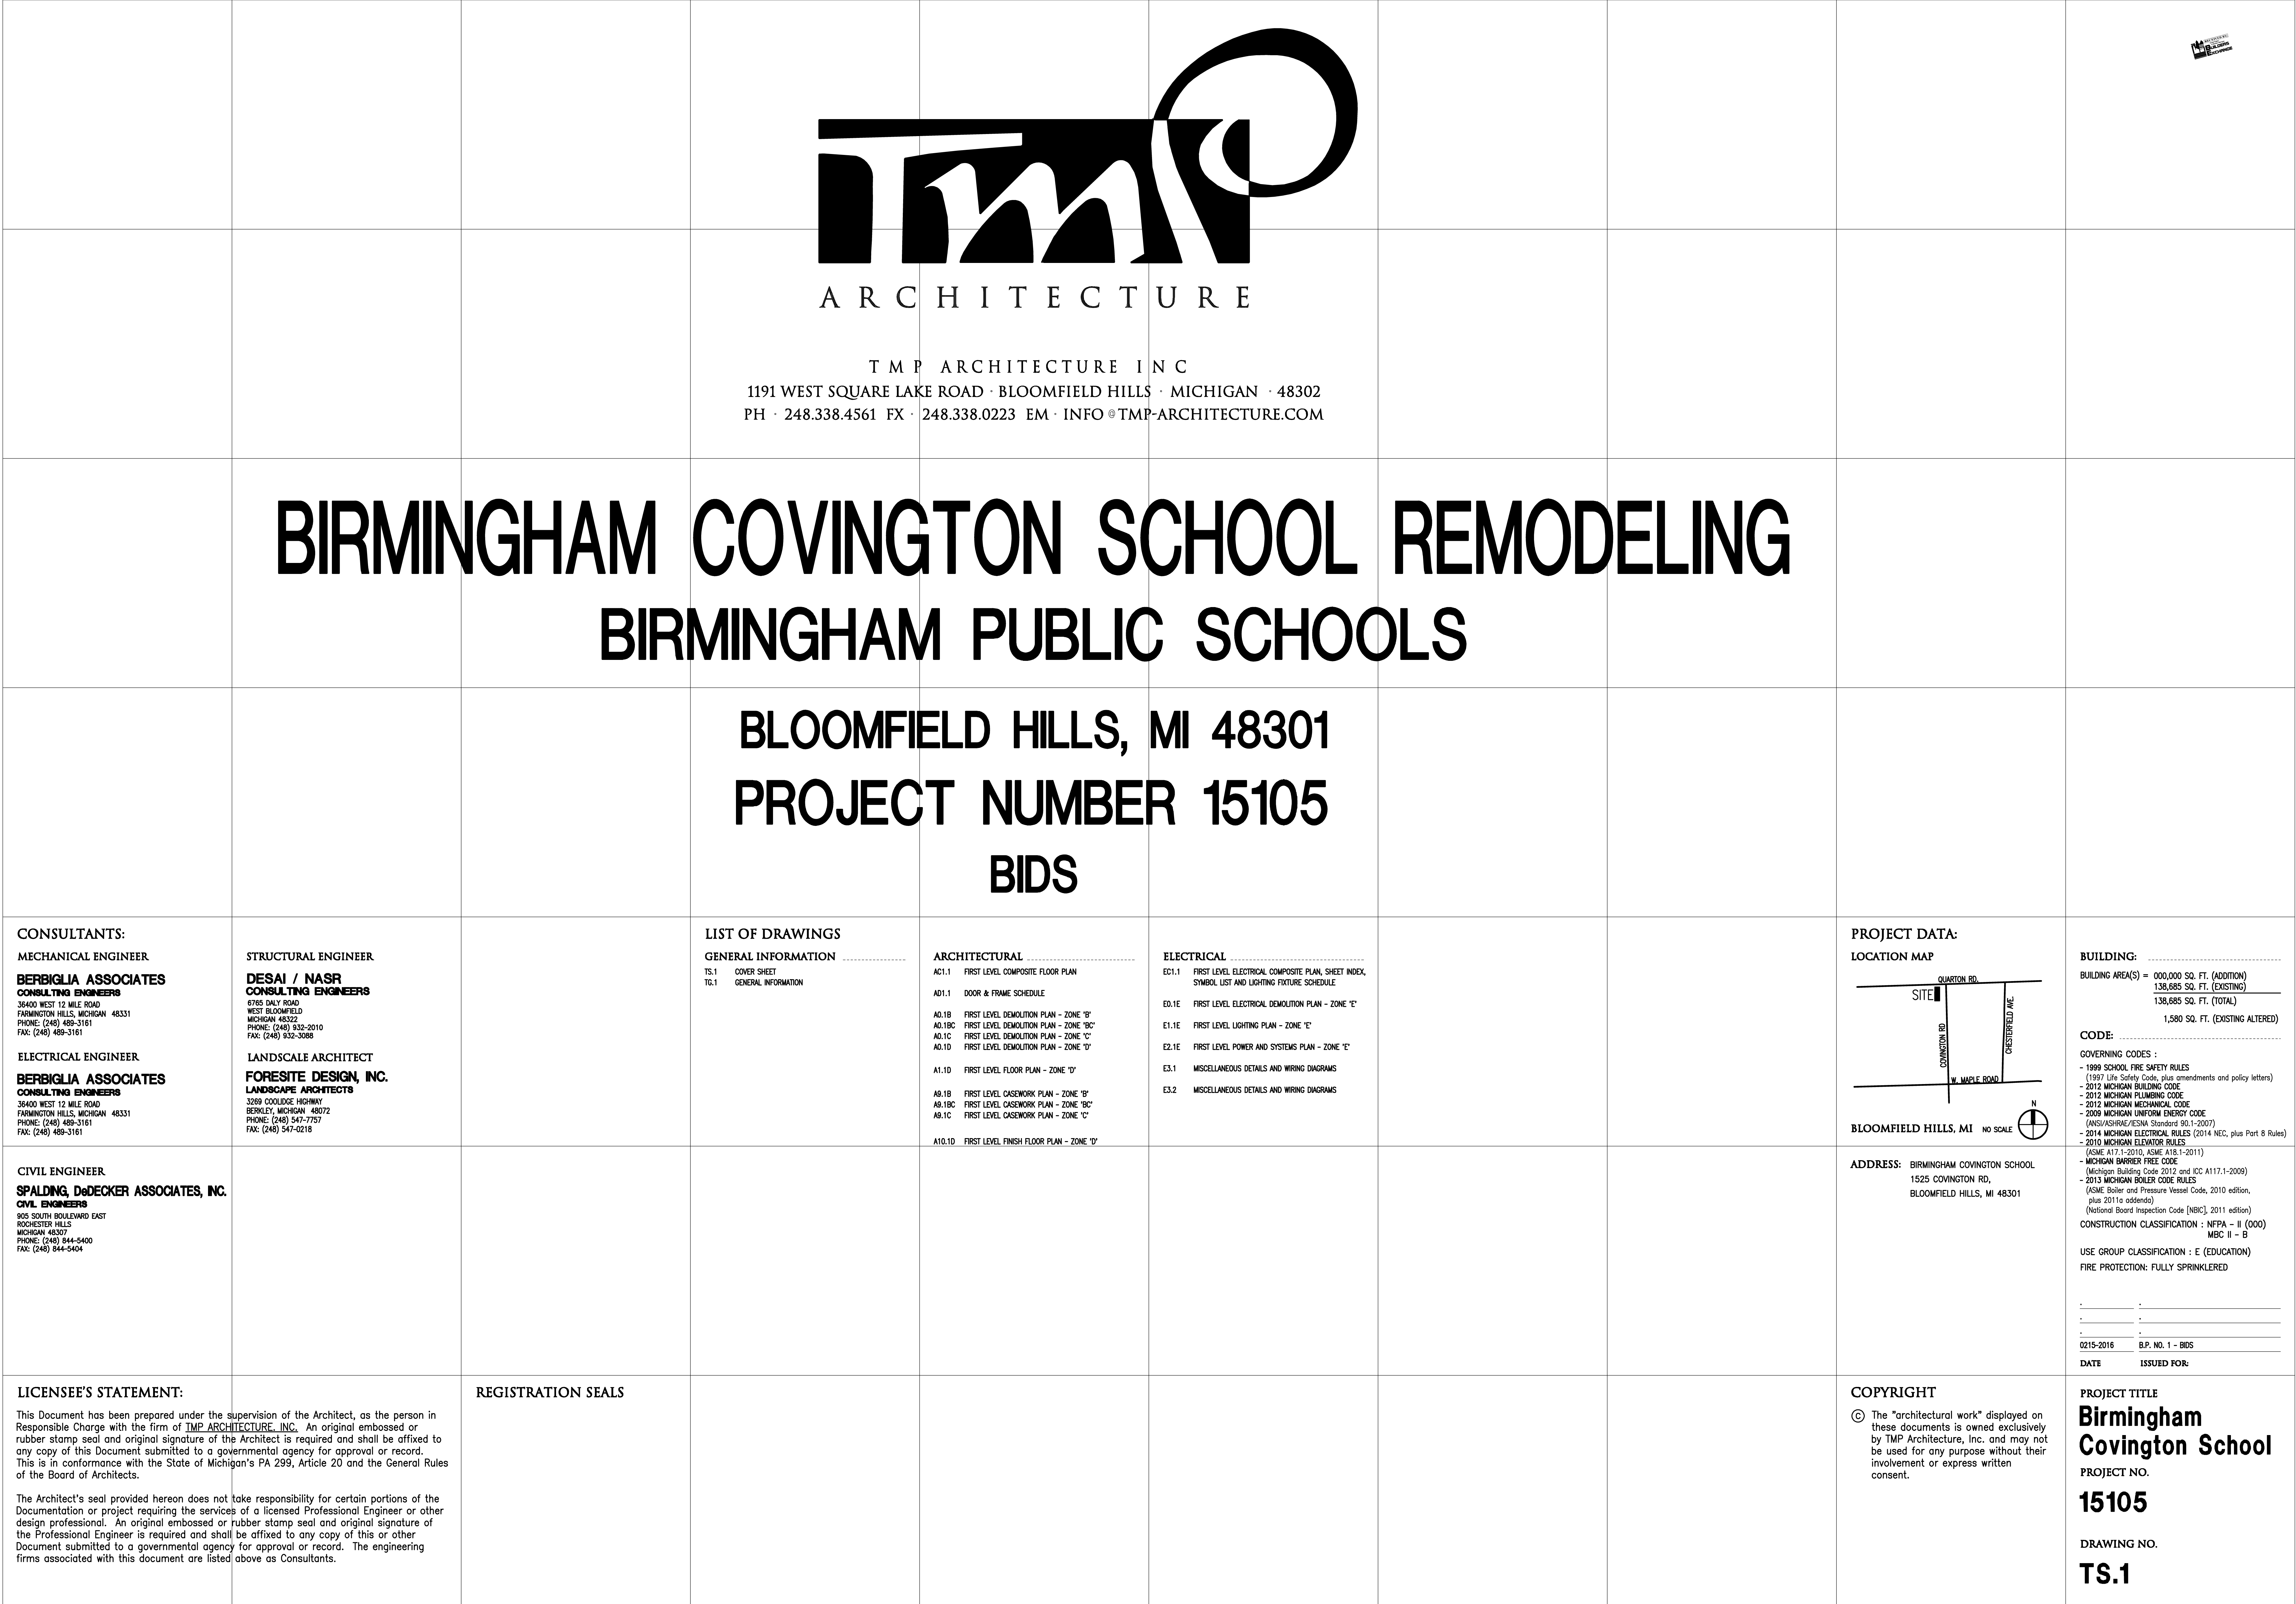 BUILDERS
EXCHANGE
TMP
ARCHITECTURE
TMP ARCHITECTURE INC
1191 WEST SQUARE LAKE ROAD · BLOOMFIELD HILLS · MICHIGAN · 48302
PH · 248.338.4561 FX · 248.338.0223 EM · INFO @ TMP-ARCHITECTURE.COM
BIRMINGHAM COVINGTON SCHOOL REMODELING
BIRMINGHAM PUBLIC SCHOOLS
BLOOMFIELD HILLS, MI 48301
PROJECT NUMBER 15105
BIDS
CONSULTANTS:
MECHANICAL ENGINEER
BERBIGLIA ASSOCIATES
CONSULTING ENGINEERS
36400 WEST 12 MILE ROAD
FARMINGTON HILLS, MICHIGAN 48331
PHONE: (248) 489-3161
FAX: (248) 489-3161
ELECTRICAL ENGINEER
BERBIGLIA ASSOCIATES
CONSULTING ENGINEERS
36400 WEST 12 MILE ROAD
FARMINGTON HILLS, MICHIGAN 48331
PHONE: (248) 489-3161
FAX: (248) 489-3161
CIVIL ENGINEER
SPALDING, DeDECKER ASSOCIATES, INC.
CIVIL ENGINEERS
905 SOUTH BOULEVARD EAST
ROCHESTER HILLS
MICHIGAN 48307
PHONE: (248) 844-5400
FAX: (248) 844-5404
STRUCTURAL ENGINEER
DESAI / NASR
CONSULTING ENGINEERS
6765 DALY ROAD
WEST BLOOMFIELD
MICHIGAN 48322
PHONE: (248) 932-2010
FAX: (248) 932-3088
LANDSCALE ARCHITECT
FORESITE DESIGN, INC.
LANDSCAPE ARCHITECTS
3269 COOLIDGE HIGHWAY
BERKLEY, MICHIGAN 48072
PHONE: (248) 547-7757
FAX: (248) 547-0218
LIST OF DRAWINGS
GENERAL INFORMATION
TS.1 COVER SHEET
TG.1 GENERAL INFORMATION
ARCHITECTURAL
AC1.1 FIRST LEVEL COMPOSITE FLOOR PLAN
AD1.1 DOOR & FRAME SCHEDULE
A0.1B FIRST LEVEL DEMOLITION PLAN - ZONE 'B'
A0.1BC FIRST LEVEL DEMOLITION PLAN - ZONE 'BC'
A0.1C FIRST LEVEL DEMOLITION PLAN - ZONE 'C'
A0.1D FIRST LEVEL DEMOLITION PLAN - ZONE 'D'
A1.1D FIRST LEVEL FLOOR PLAN - ZONE 'D'
A9.1B FIRST LEVEL CASEWORK PLAN - ZONE 'B'
A9.1BC FIRST LEVEL CASEWORK PLAN - ZONE 'BC'
A9.1C FIRST LEVEL CASEWORK PLAN - ZONE 'C'
A10.1D FIRST LEVEL FINISH FLOOR PLAN - ZONE 'D'
ELECTRICAL
EC1.1 FIRST LEVEL ELECTRICAL COMPOSITE PLAN, SHEET INDEX,
SYMBOL LIST AND LIGHTING FIXTURE SCHEDULE
E0.1E FIRST LEVEL ELECTRICAL DEMOLITION PLAN - ZONE 'E'
E1.1E FIRST LEVEL LIGHTING PLAN - ZONE 'E'
E2.1E FIRST LEVEL POWER AND SYSTEMS PLAN - ZONE 'E'
E3.1 MISCELLANEOUS DETAILS AND WIRING DIAGRAMS
E3.2 MISCELLANEOUS DETAILS AND WIRING DIAGRAMS
PROJECT DATA:
LOCATION MAP
QUARTON RD.
SITE
COVINGTON RD
CHESTERFIELD AVE.
W. MAPLE ROAD
N
BLOOMFIELD HILLS, MI NO SCALE
ADDRESS: BIRMINGHAM COVINGTON SCHOOL
1525 COVINGTON RD,
BLOOMFIELD HILLS, MI 48301
BUILDING:
BUILDING AREA(S) = 000,000 SQ. FT. (ADDITION)
138,685 SQ. FT. (EXISTING)
138,685 SQ. FT. (TOTAL)
1,580 SQ. FT. (EXISTING ALTERED)
CODE:
GOVERNING CODES :
- 1999 SCHOOL FIRE SAFETY RULES
(1997 Life Safety Code, plus amendments and policy letters)
- 2012 MICHIGAN BUILDING CODE
- 2012 MICHIGAN PLUMBING CODE
- 2012 MICHIGAN MECHANICAL CODE
- 2009 MICHIGAN UNIFORM ENERGY CODE
(ANSI/ASHRAE/IESNA Standard 90.1-2007)
- 2014 MICHIGAN ELECTRICAL RULES (2014 NEC, plus Part 8 Rules)
- 2010 MICHIGAN ELEVATOR RULES
(ASME A17.1-2010, ASME A18.1-2011)
- MICHIGAN BARRIER FREE CODE
(Michigan Building Code 2012 and ICC A117.1-2009)
- 2013 MICHIGAN BOILER CODE RULES
(ASME Boiler and Pressure Vessel Code, 2010 edition,
plus 2011a addenda)
(National Board Inspection Code [NBIC], 2011 edition)
CONSTRUCTION CLASSIFICATION : NFPA - II (000)
MBC II - B
USE GROUP CLASSIFICATION : E (EDUCATION)
FIRE PROTECTION: FULLY SPRINKLERED
0215-2016 B.P. NO. 1 - BIDS
DATE ISSUED FOR:
LICENSEE'S STATEMENT:
This Document has been prepared under the supervision of the Architect, as the person in
Responsible Charge with the firm of TMP ARCHITECTURE, INC. An original embossed or
rubber stamp seal and original signature of the Architect is required and shall be affixed to
any copy of this Document submitted to a governmental agency for approval or record.
This is in conformance with the State of Michigan's PA 299, Article 20 and the General Rules
of the Board of Architects.
The Architect's seal provided hereon does not take responsibility for certain portions of the
Documentation or project requiring the services of a licensed Professional Engineer or other
design professional. An original embossed or rubber stamp seal and original signature of
the Professional Engineer is required and shall be affixed to any copy of this or other
Document submitted to a governmental agency for approval or record. The engineering
firms associated with this document are listed above as Consultants.
REGISTRATION SEALS
COPYRIGHT
© The "architectural work" displayed on
these documents is owned exclusively
by TMP Architecture, Inc. and may not
be used for any purpose without their
involvement or express written
consent.
PROJECT TITLE
Birmingham
Covington School
PROJECT NO.
15105
DRAWING NO.
TS.1